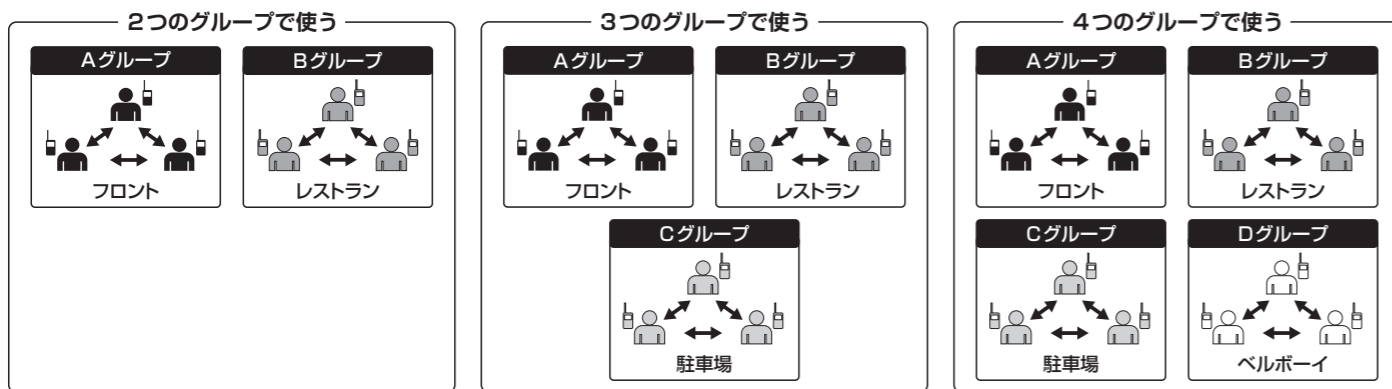 2つのグループで使う
Aグループ
Bグループ
フロント
レストラン
3つのグループで使う
Aグループ
Bグループ
フロント
レストラン
Cグループ
駐車場
4つのグループで使う
Aグループ
Bグループ
フロント
レストラン
Cグループ
Dグループ
駐車場
ベルボーイ